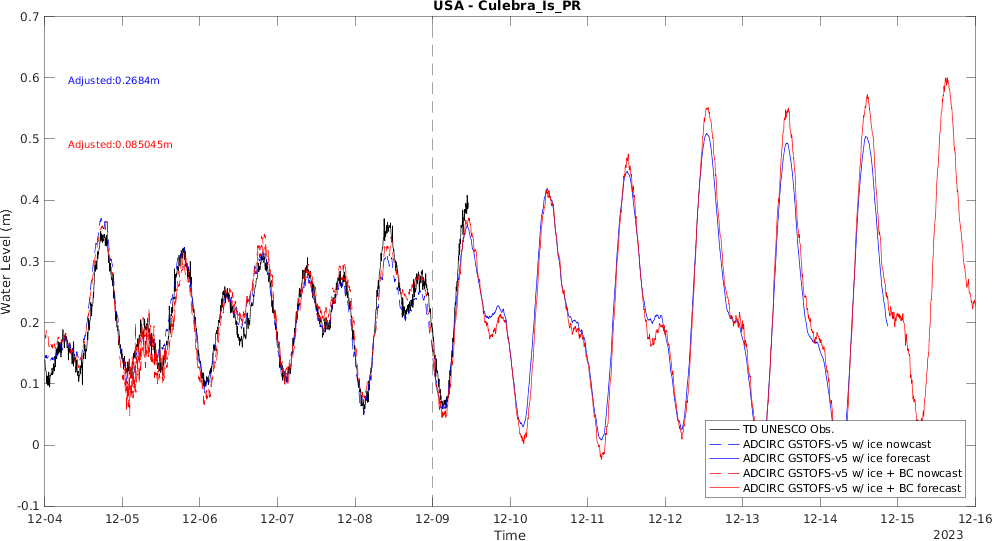 USA - Culebra_Is_PR
0.7
0.6
0.5
0.4
0.3
0.2
0.1
0
-0.1
Water Level (m)
Adjusted:0.2684m
Adjusted:0.085045m
TD UNESCO Obs.
ADCIRC GSTOFS-v5 w/ ice nowcast
ADCIRC GSTOFS-v5 w/ ice forecast
ADCIRC GSTOFS-v5 w/ ice + BC nowcast
ADCIRC GSTOFS-v5 w/ ice + BC forecast
12-04 12-05 12-06 12-07 12-08 12-09 12-10 12-11 12-12 12-13 12-14 12-15 12-16
Time
2023